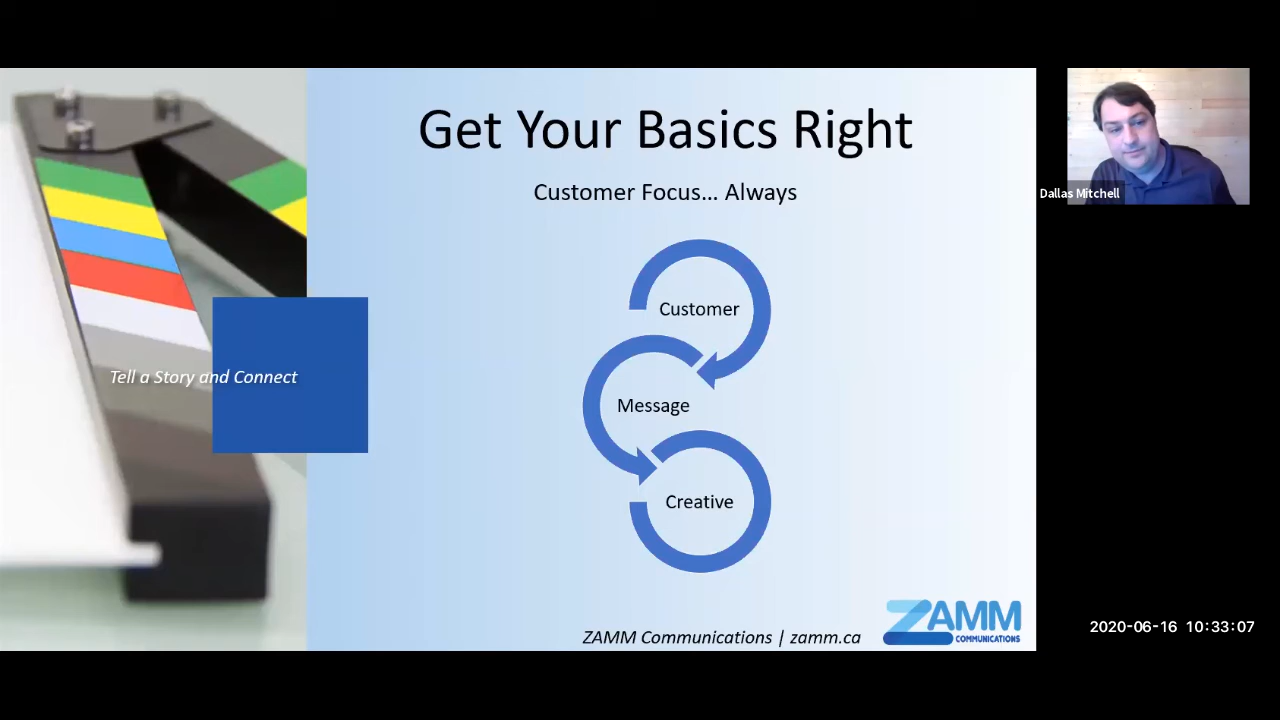 Get Your Basics Right
Customer Focus... Always
Customer
Message
Creative
Tell a Story and Connect
ZAMM Communications | zamm.ca
ZAMM
COMMUNICATIONS
Dallas Mitchell
2020-06-16 10:33:07